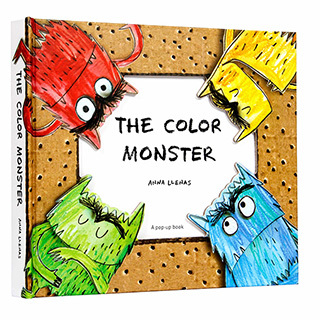 THE COLOR MONSTER
ANNA LLENAS
THE COLOR
MONSTER
ANNA LLENAS
A pop-up book